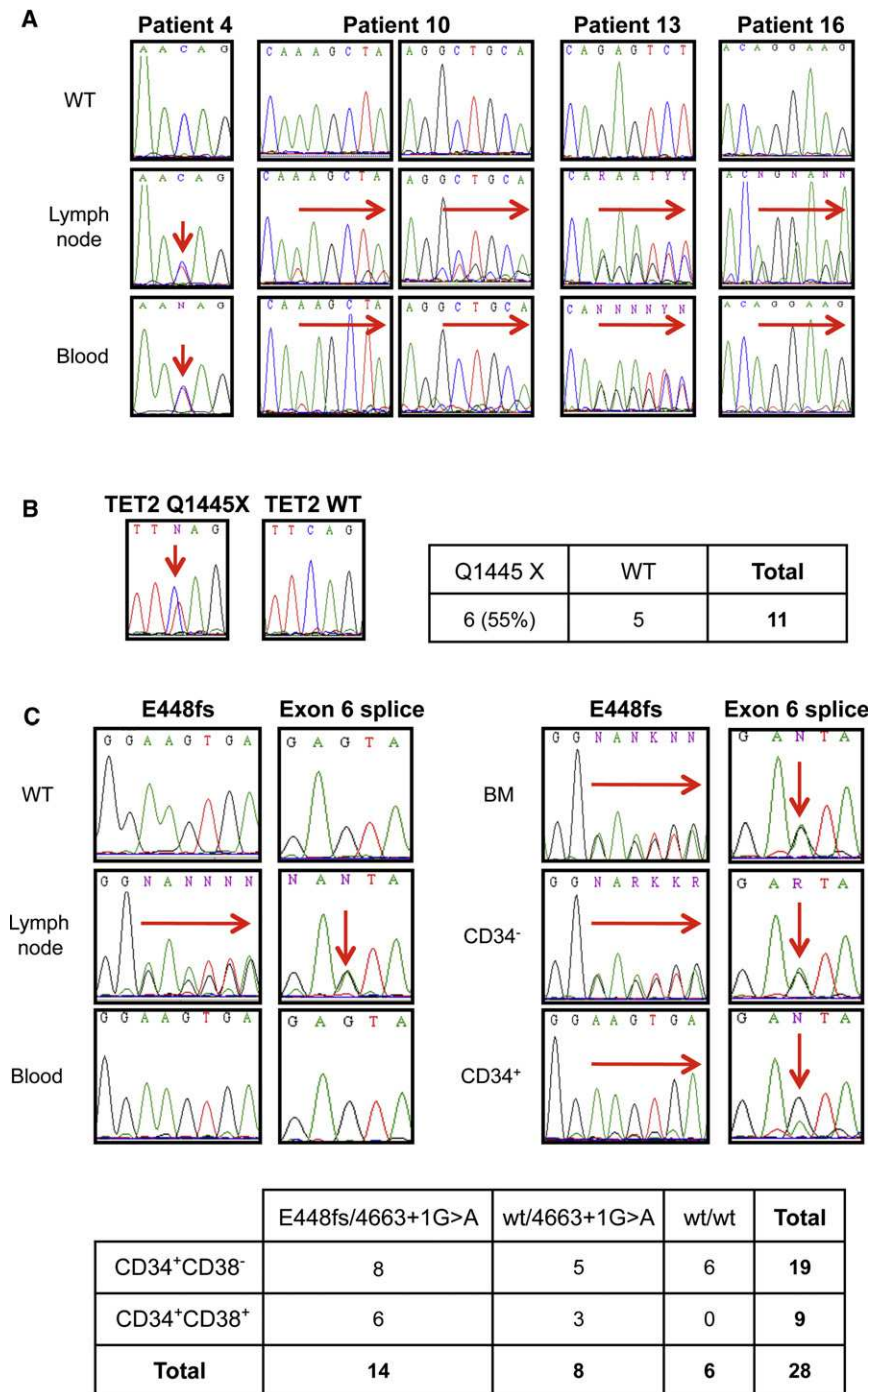 A
Patient 4 Patient 10 Patient 13 Patient 16
WT
A A C A G
C A A A G C T A
A G G C T G C A
C A G A G T C T
A C A G G A A G
Lymph node
A A C A G
C A A A G C T A
A G G C T G C A
C A R A A T Y Y
A C N G N A N N
Blood
A A N A G
C A A A G C T A
A G G C T G C A
C A N N N N Y N
A C A G G A A G
B
TET2 Q1445X TET2 WT
T T N A G
T T C A G
Q1445 X WT Total
6 (55%) 5 11
C
E448fs Exon 6 splice E448fs Exon 6 splice
WT
G G A A G T G A
G A G T A
BM
G G N A N K N N
G A N T A
Lymph node
G G N A N N N N
N A N T A
CD34-
G G N A R K K R
G A R T A
Blood
G G A A G T G A
G A G T A
CD34+
G G A A G T G A
G A N T A
E448fs/4663+1G>A wt/4663+1G>A wt/wt Total
CD34+CD38- 8 5 6 19
CD34+CD38+ 6 3 0 9
Total 14 8 6 28